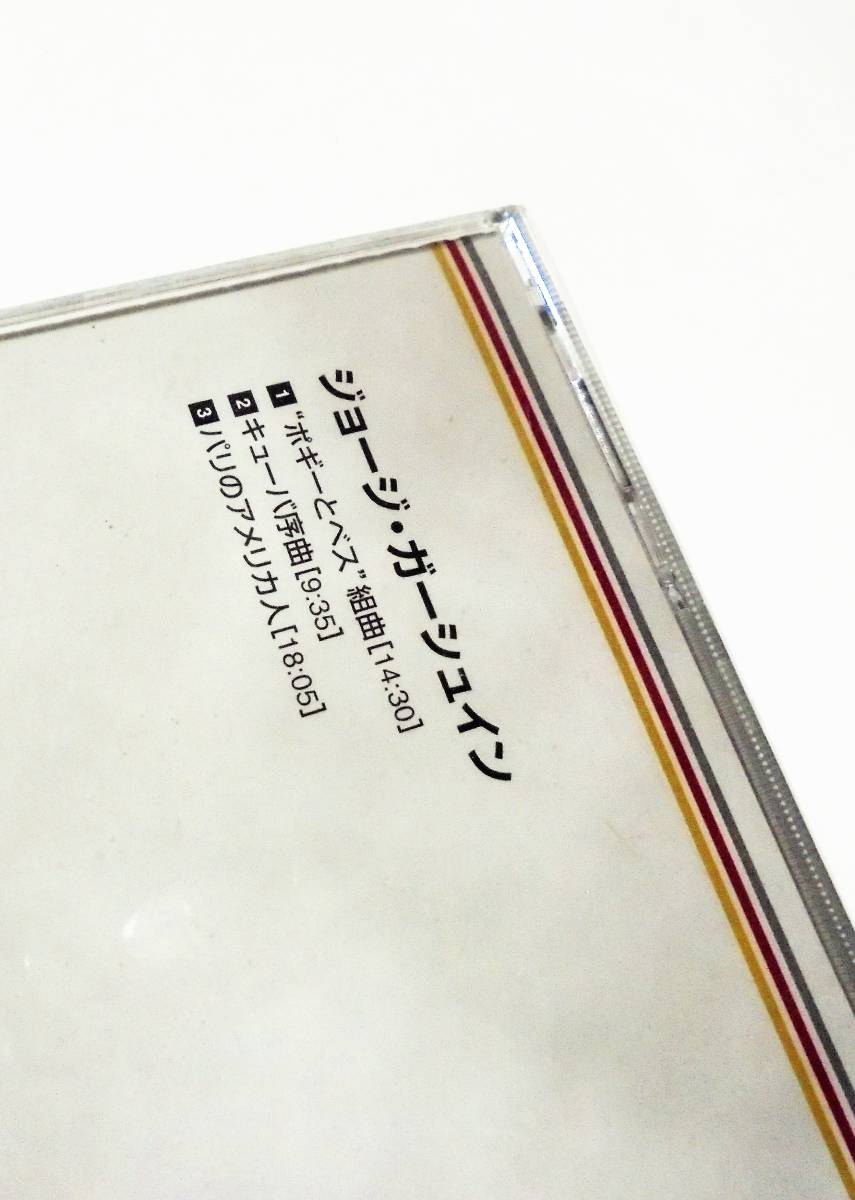 ジョージ・ガーシュイン
1 “ポギーとベス”組曲[14:30]
2 キューバ序曲[9:35]
3 パリのアメリカ人[18:05]